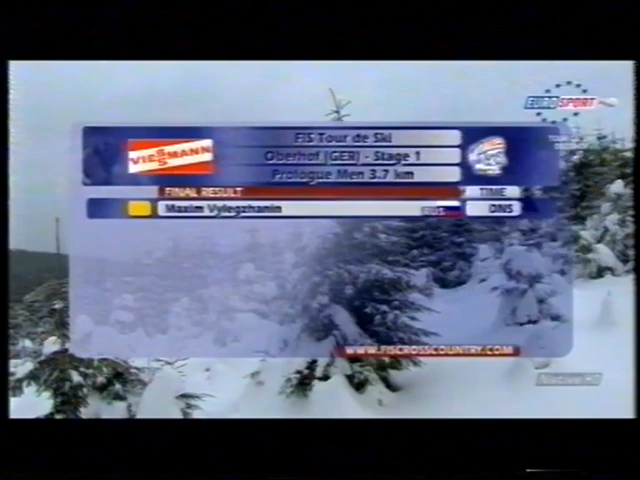 EUROSPORT
VIESSMANN
FIS Tour de Ski
Oberhof (GER) - Stage 1
Prologue Men 3.7 km
FINAL RESULT TIME
Maxim Vylegzhanin RUS DNS
WWW.FISCROSSCOUNTRY.COM